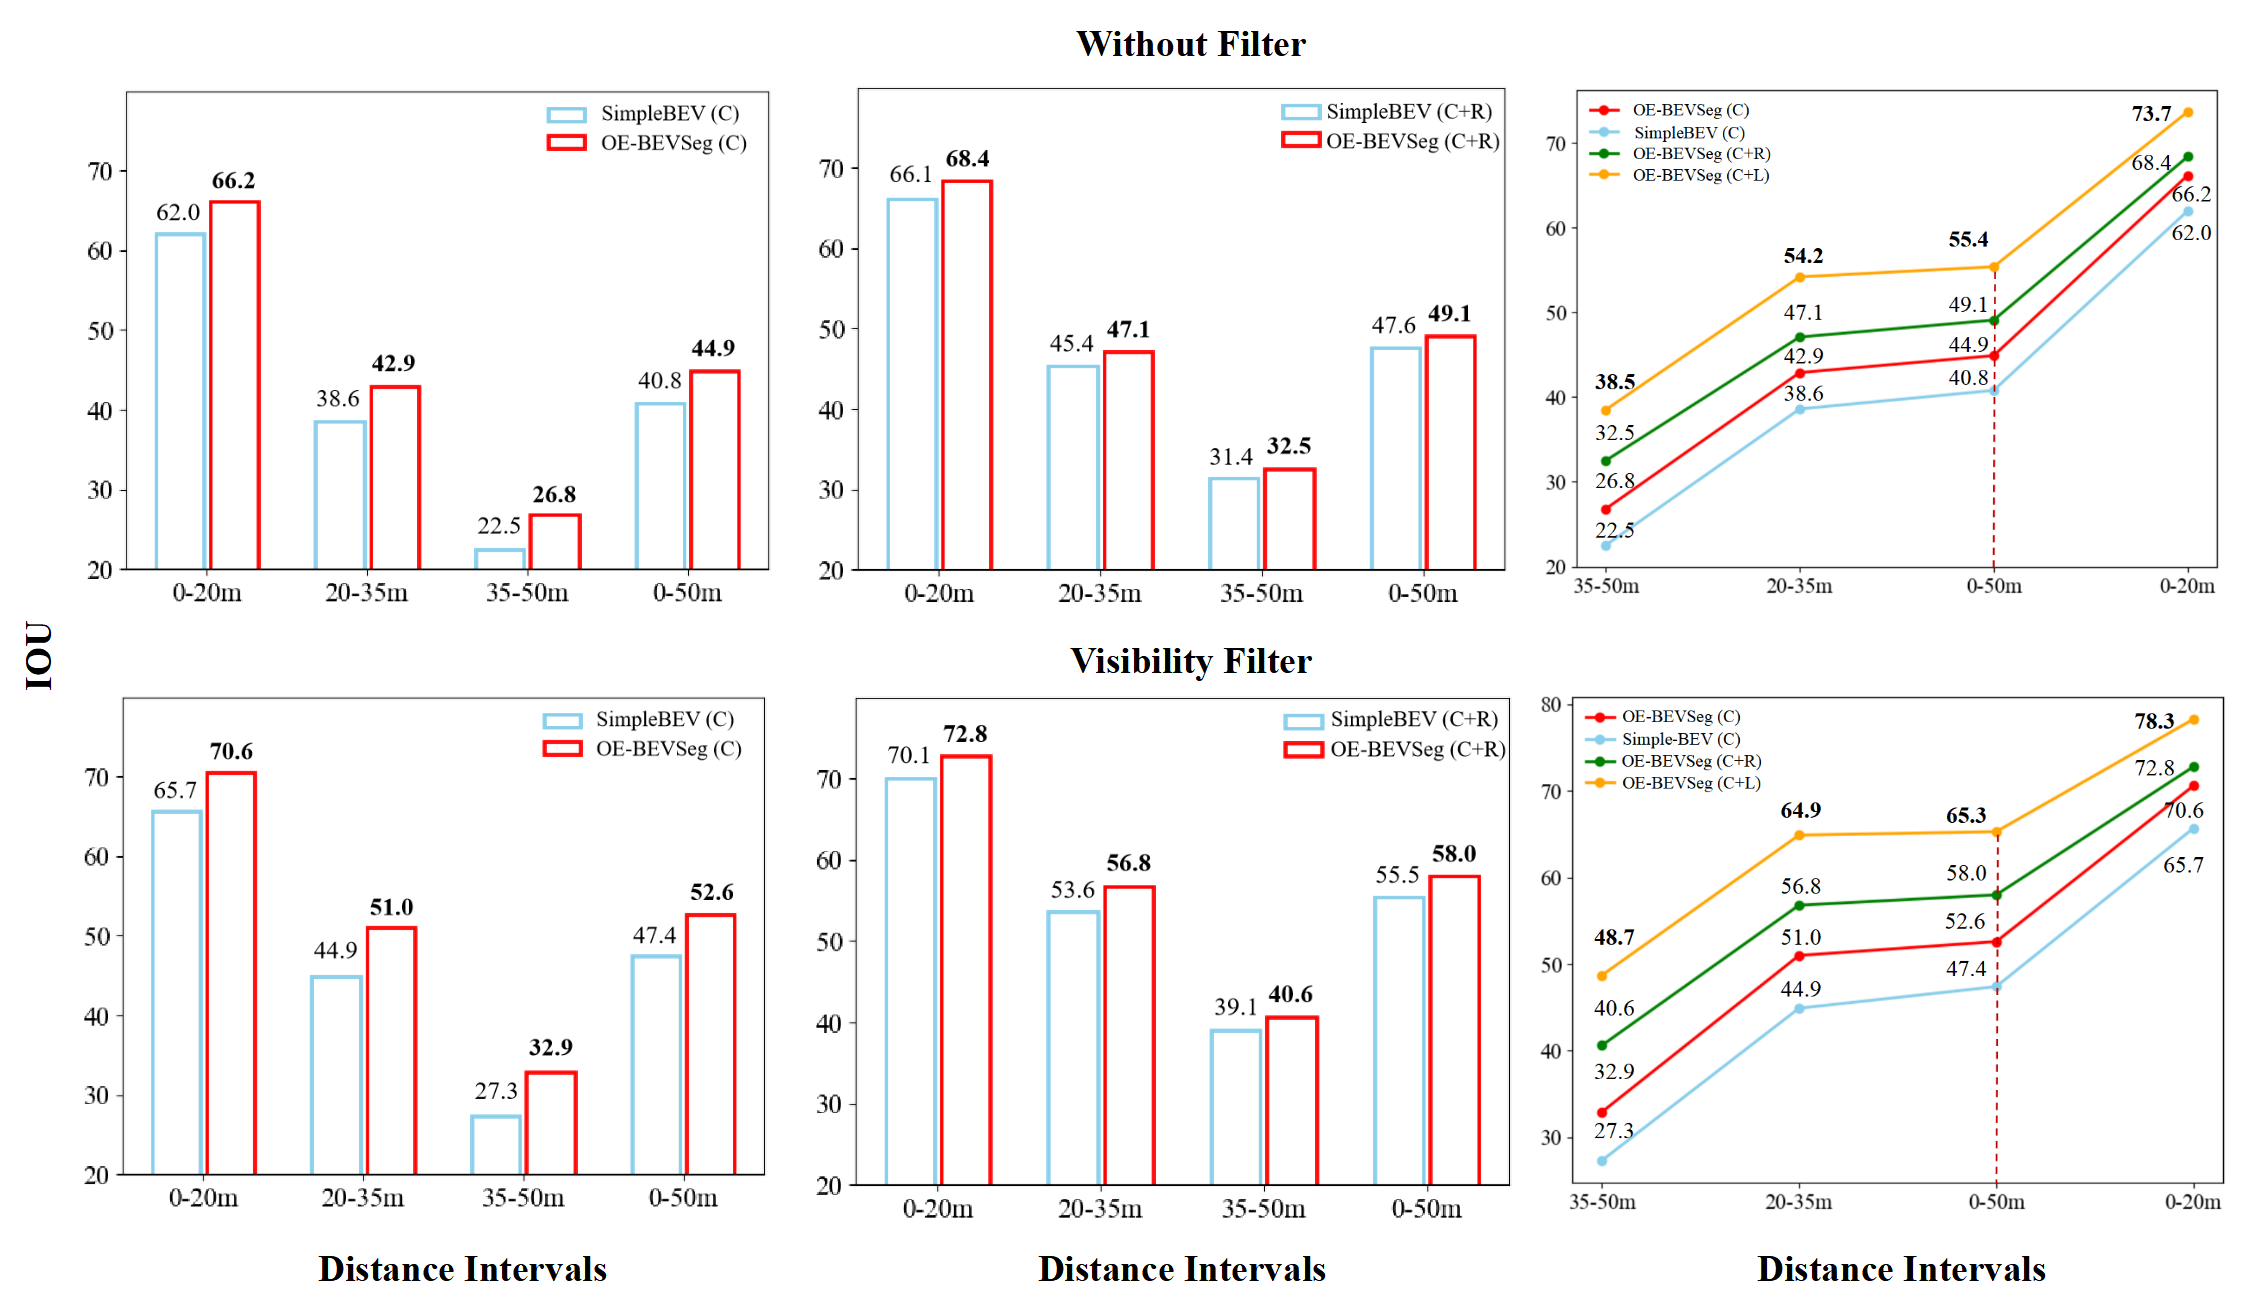 Without Filter
SimpleBEV (C)
OE-BEVSeg (C)
70
60
50
40
30
20
62.0
66.2
38.6
42.9
22.5
26.8
40.8
44.9
0-20m
20-35m
35-50m
0-50m
SimpleBEV (C+R)
OE-BEVSeg (C+R)
70
60
50
40
30
20
66.1
68.4
45.4
47.1
31.4
32.5
47.6
49.1
0-20m
20-35m
35-50m
0-50m
OE-BEVSeg (C)
SimpleBEV (C)
OE-BEVSeg (C+R)
OE-BEVSeg (C+L)
70
60
50
40
30
20
38.5
32.5
26.8
22.5
54.2
47.1
42.9
38.6
55.4
49.1
44.9
40.8
73.7
68.4
66.2
62.0
35-50m
20-35m
0-50m
0-20m
IOU
Visibility Filter
SimpleBEV (C)
OE-BEVSeg (C)
70
60
50
40
30
20
65.7
70.6
44.9
51.0
27.3
32.9
47.4
52.6
0-20m
20-35m
35-50m
0-50m
SimpleBEV (C+R)
OE-BEVSeg (C+R)
70
60
50
40
30
20
70.1
72.8
53.6
56.8
39.1
40.6
55.5
58.0
0-20m
20-35m
35-50m
0-50m
OE-BEVSeg (C)
Simple-BEV (C)
OE-BEVSeg (C+R)
OE-BEVSeg (C+L)
80
70
60
50
40
30
48.7
40.6
32.9
27.3
64.9
56.8
51.0
44.9
65.3
58.0
52.6
47.4
78.3
72.8
70.6
65.7
35-50m
20-35m
0-50m
0-20m
Distance Intervals
Distance Intervals
Distance Intervals